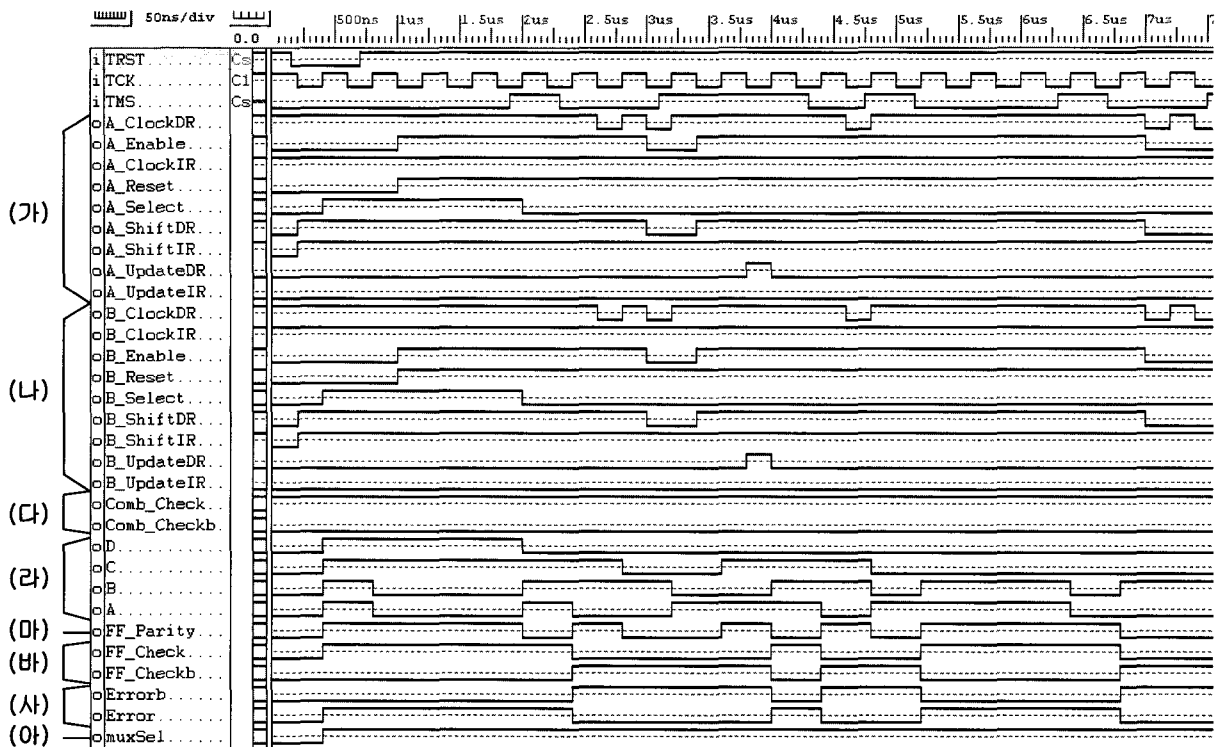 50ns/div
500ns 1us 1.5us 2us 2.5us 3us 3.5us 4us 4.5us 5us 5.5us 6us 6.5us 7us
0.0
i TRST........ Cs
i TCK......... Cl
i TMS......... Cs
o A_ClockDR...
o A_Enable....
o A_ClockIR...
o A_Reset.....
(가) o A_Select....
o A_ShiftDR...
o A_ShiftIR...
o A_UpdateDR..
o A_UpdateIR..
o B_ClockDR...
o B_ClockIR...
o B_Enable....
o B_Reset.....
(나) o B_Select....
o B_ShiftDR...
o B_ShiftIR...
o B_UpdateDR..
o B_UpdateIR..
(다) o Comb_Check..
o Comb_Checkb.
o D...........
(라) o C...........
o B...........
o A...........
(마) o FF_Parity...
(바) o FF_Check....
o FF_Checkb...
(사) o Errorb......
o Error.......
(아) o muxSel......